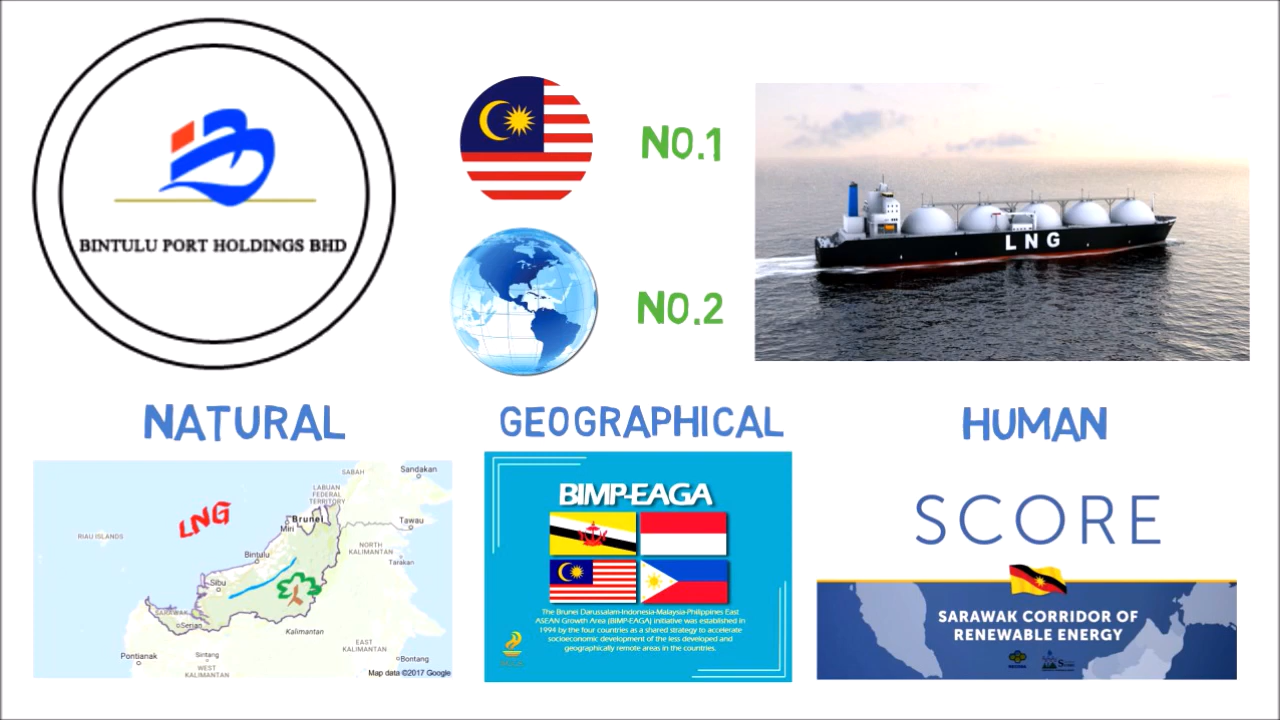 BINTULU PORT HOLDINGS BHD
NO.1
NO.2
LNG
NATURAL
GEOGRAPHICAL
HUMAN
LNG
SABAH
Sandakan
LABUAN
FEDERAL
TERRITORY
Brunei
Miri
Tawau
RIAU ISLANDS
NORTH
KALIMANTAN
Bintulu
Tarakan
Sibu
SARAWAK
Serian
Kalimantan
EAST
KALIMANTAN
Pontianak
Sintang
WEST
KALIMANTAN
Bontang
Map data ©2017 Google
BIMP-EAGA
The Brunei Darussalam-Indonesia-Malaysia-Philippines East
ASEAN Growth Area (BIMP-EAGA) initiative was established in
1994 by the four countries as a shared strategy to accelerate
socioeconomic development of the less developed and
geographically remote areas in the countries.
SCORE
SARAWAK CORRIDOR OF
RENEWABLE ENERGY